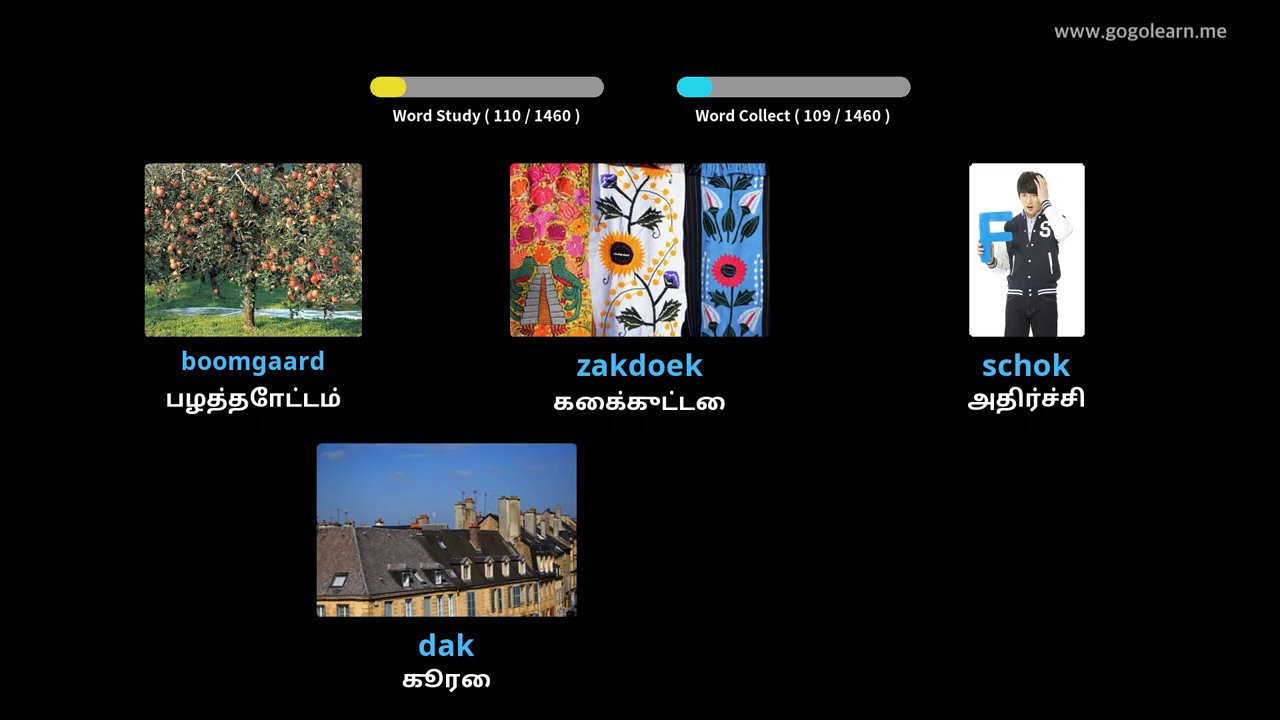 www.gogolearn.me
Word Study ( 110 / 1460 )
Word Collect ( 109 / 1460 )
F
S
boomgaard
பழத்தோட்டம்
zakdoek
கைக்குட்டை
schok
அதிர்ச்சி
dak
கூரை